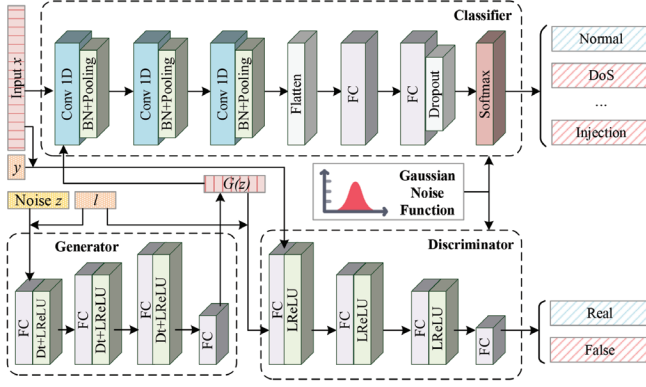 Classifier
Input x
Conv 1D
BN+Pooling
Conv 1D
BN+Pooling
Conv 1D
BN+Pooling
Flatten
FC
FC
Dropout
Softmax
Normal
DoS
...
Injection
y
G(z)
Noise z
l
Gaussian
Noise
Function
Generator
FC
Dt+LReLU
FC
Dt+LReLU
FC
Dt+LReLU
FC
Discriminator
FC
LReLU
FC
LReLU
FC
LReLU
FC
Real
False